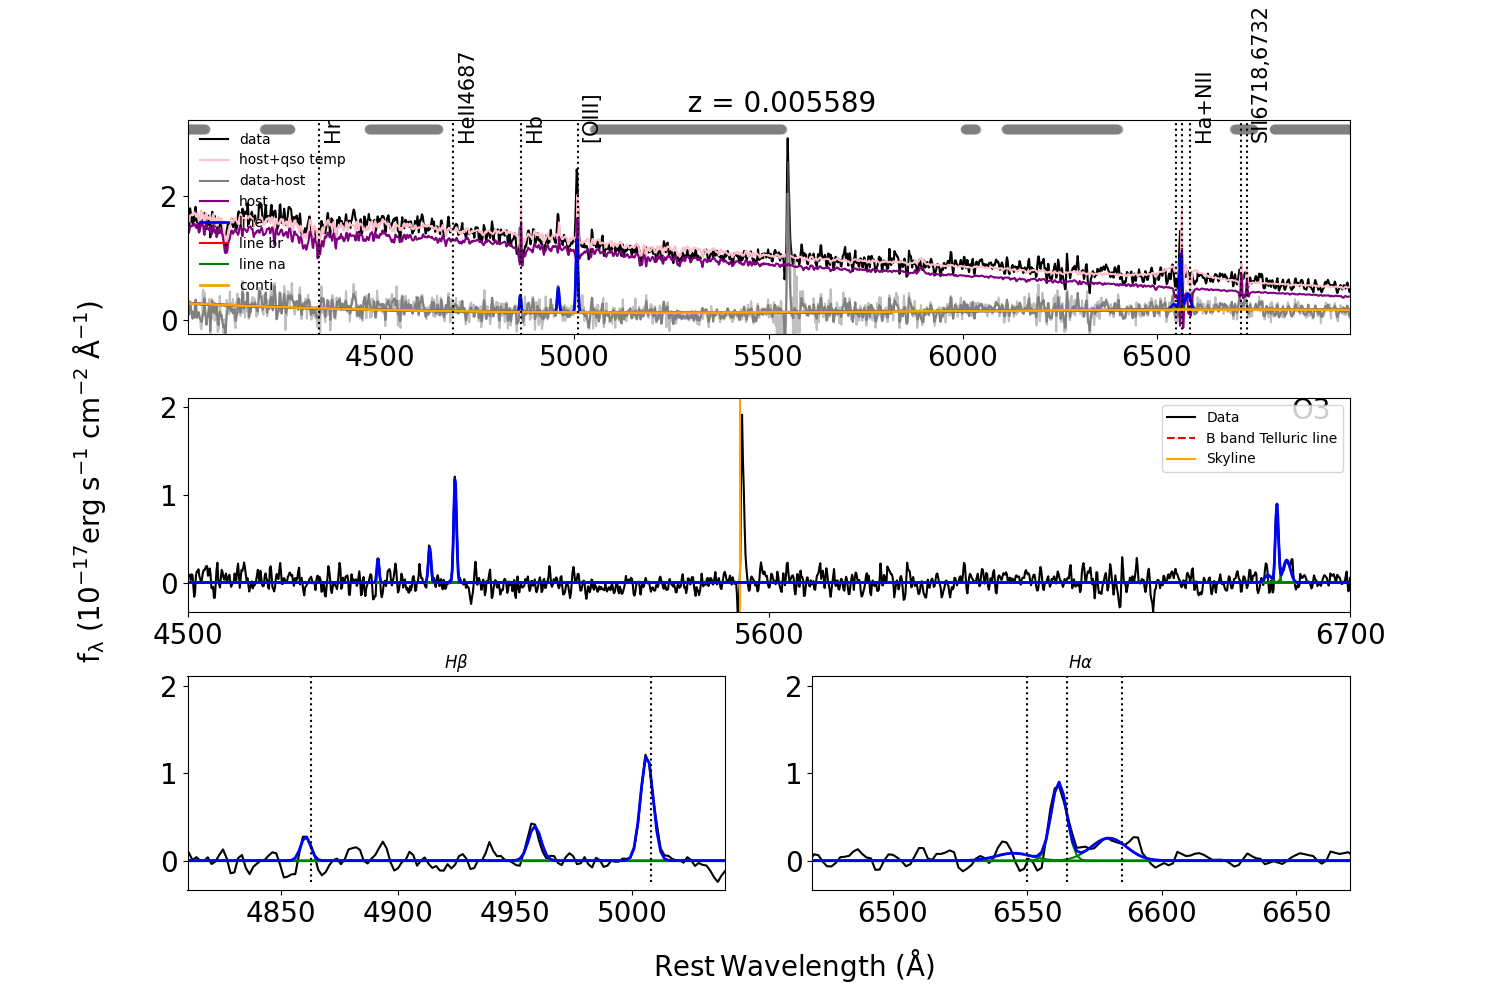 z = 0.005589
Hr
HeII4687
Hb
[OIII]
Ha+NII
SII6718,6732
data
host+qso temp
data-host
host
line
line br
line na
conti
2
0
4500 5000 5500 6000 6500
f_λ (10^−17 erg s^−1 cm^−2 Å^−1)
O3
Data
B band Telluric line
Skyline
2
1
0
4500 5600 6700
Hβ
2
1
0
4850 4900 4950 5000
Hα
2
1
0
6500 6550 6600 6650
Rest Wavelength (Å)